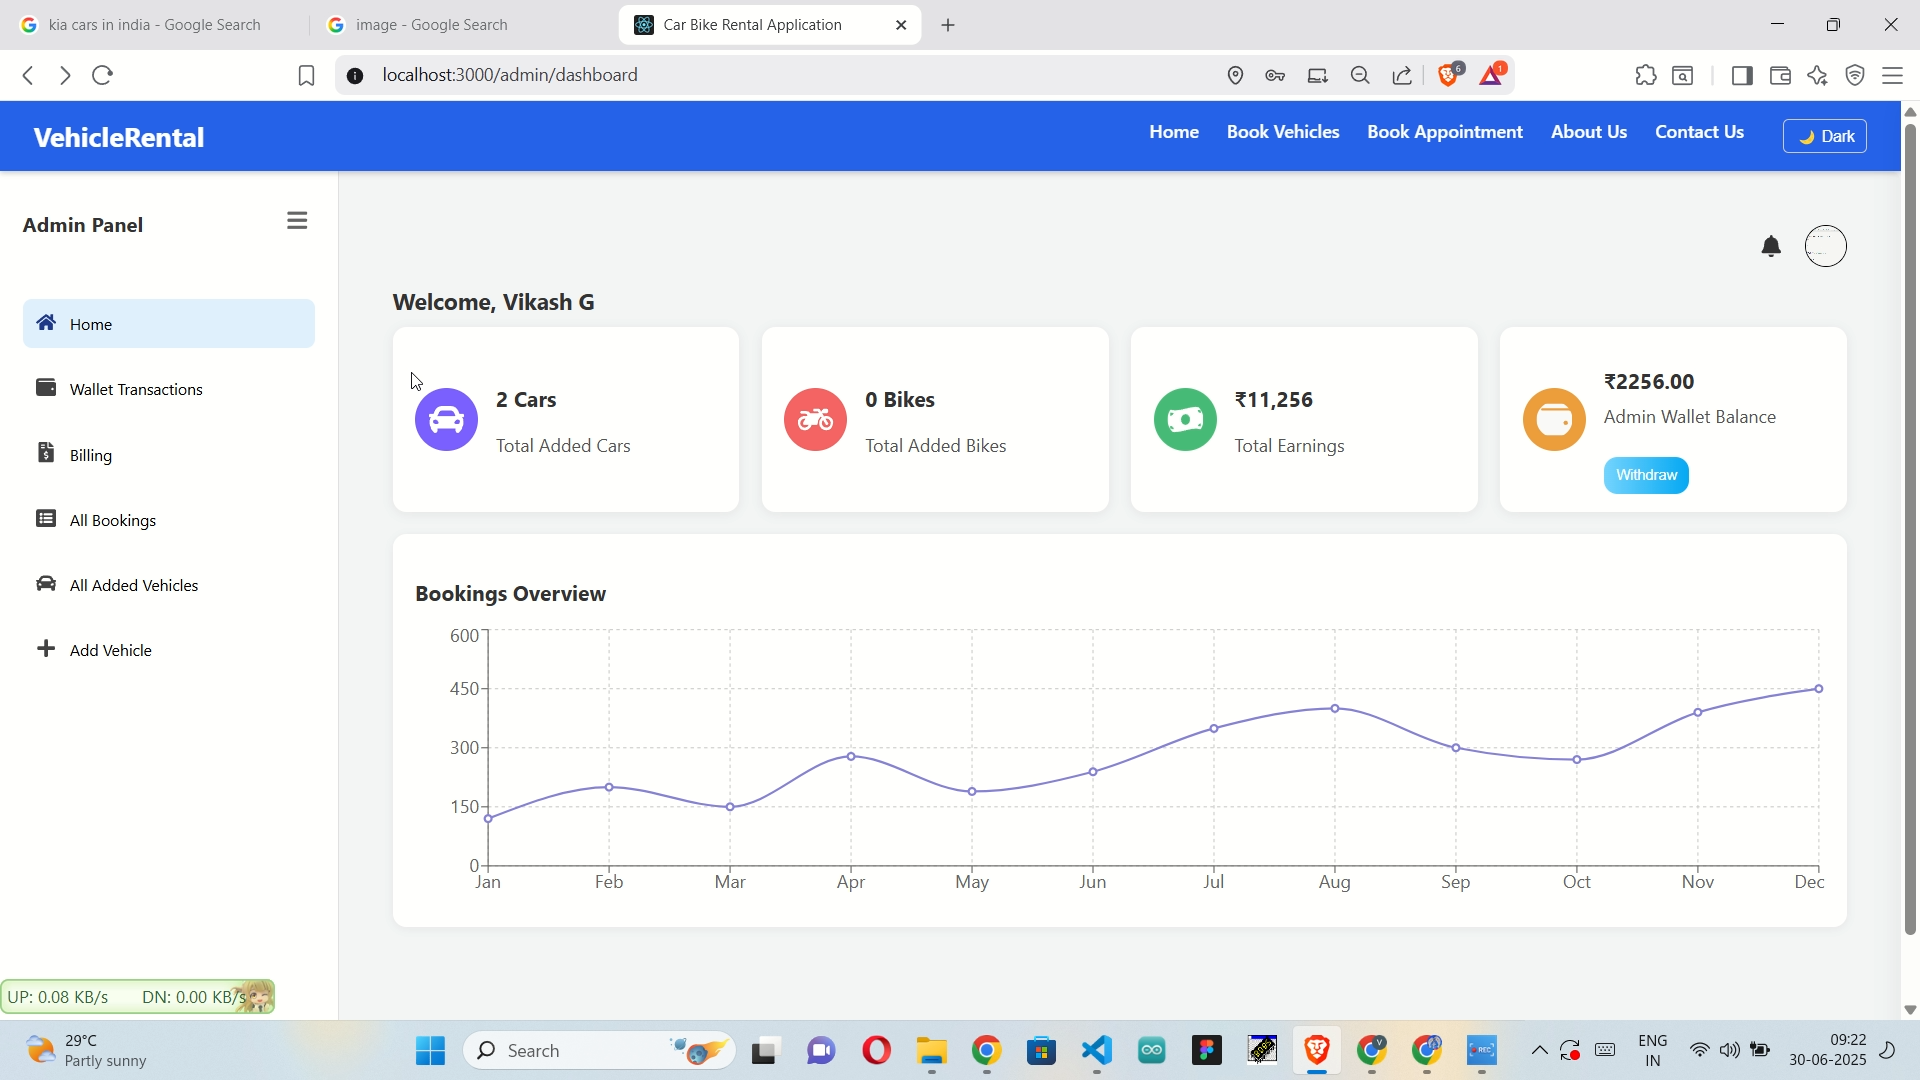 kia cars in india - Google Search
image - Google Search
Car Bike Rental Application
localhost:3000/admin/dashboard
6
1
VehicleRental
Home
Book Vehicles
Book Appointment
About Us
Contact Us
🌙 Dark
Admin Panel
Home
Wallet Transactions
Billing
All Bookings
All Added Vehicles
Add Vehicle
Welcome, Vikash G
2 Cars
Total Added Cars
0 Bikes
Total Added Bikes
₹11,256
Total Earnings
₹2256.00
Admin Wallet Balance
Withdraw
Bookings Overview
600
450
300
150
0
Jan
Feb
Mar
Apr
May
Jun
Jul
Aug
Sep
Oct
Nov
Dec
UP: 0.08 KB/s
DN: 0.00 KB/s
29°C
Partly sunny
Search
V
REC
ENG
IN
09:22
30-06-2025